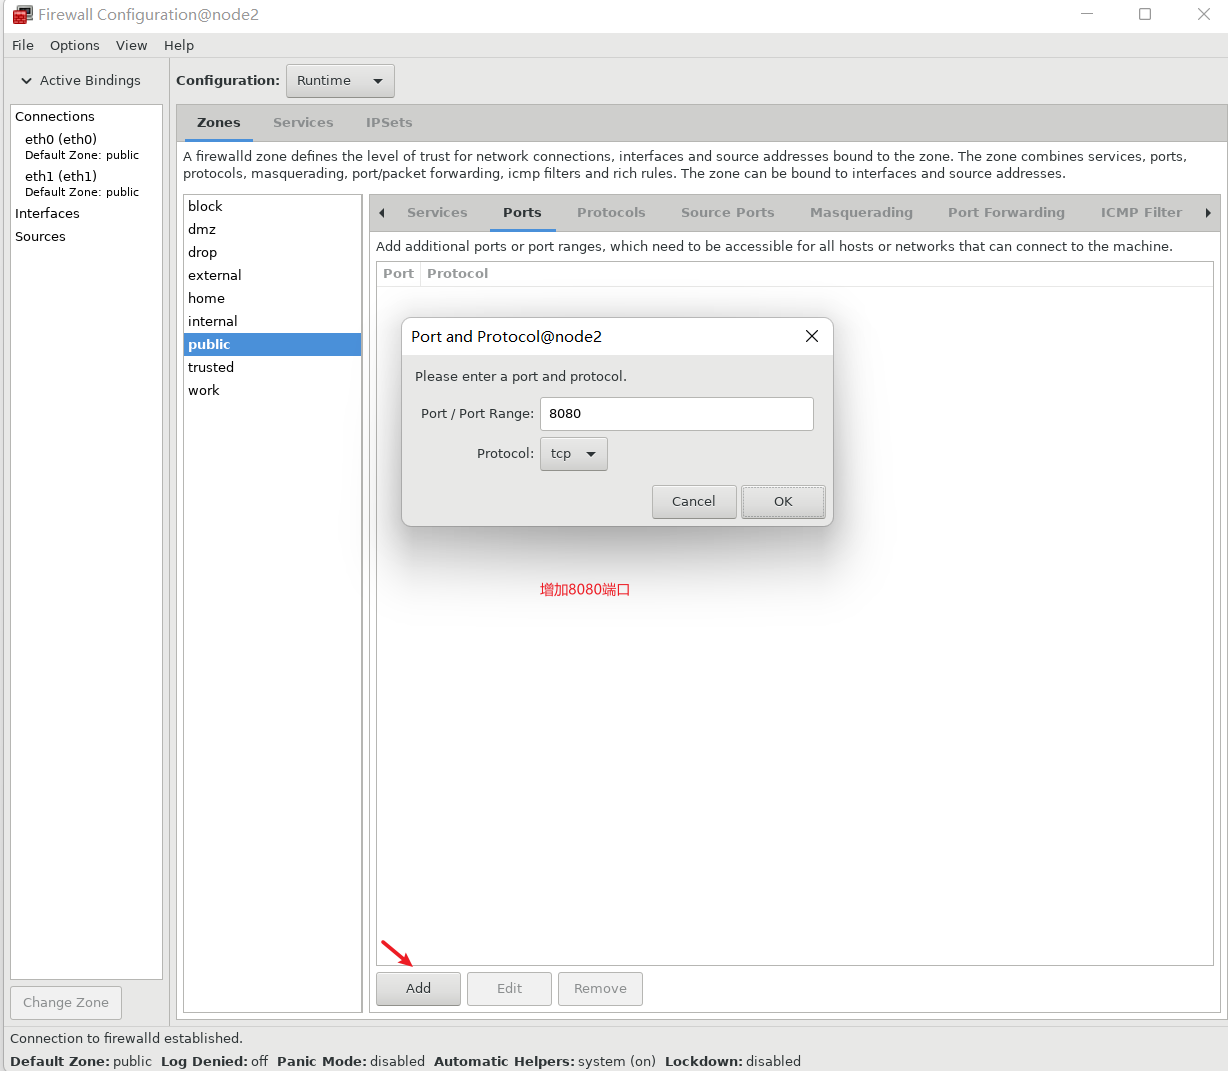 Firewall Configuration@node2
File Options View Help
Active Bindings
Configuration: Runtime
Connections
eth0 (eth0)
Default Zone: public
eth1 (eth1)
Default Zone: public
Interfaces
Sources
Change Zone
Zones Services IPSets
A firewalld zone defines the level of trust for network connections, interfaces and source addresses bound to the zone. The zone combines services, ports,
protocols, masquerading, port/packet forwarding, icmp filters and rich rules. The zone can be bound to interfaces and source addresses.
block
dmz
drop
external
home
internal
public
trusted
work
Services Ports Protocols Source Ports Masquerading Port Forwarding ICMP Filter
Add additional ports or port ranges, which need to be accessible for all hosts or networks that can connect to the machine.
Port Protocol
Port and Protocol@node2
Please enter a port and protocol.
Port / Port Range: 8080
Protocol: tcp
Cancel OK
增加8080端口
Add Edit Remove
Connection to firewalld established.
Default Zone: public Log Denied: off Panic Mode: disabled Automatic Helpers: system (on) Lockdown: disabled